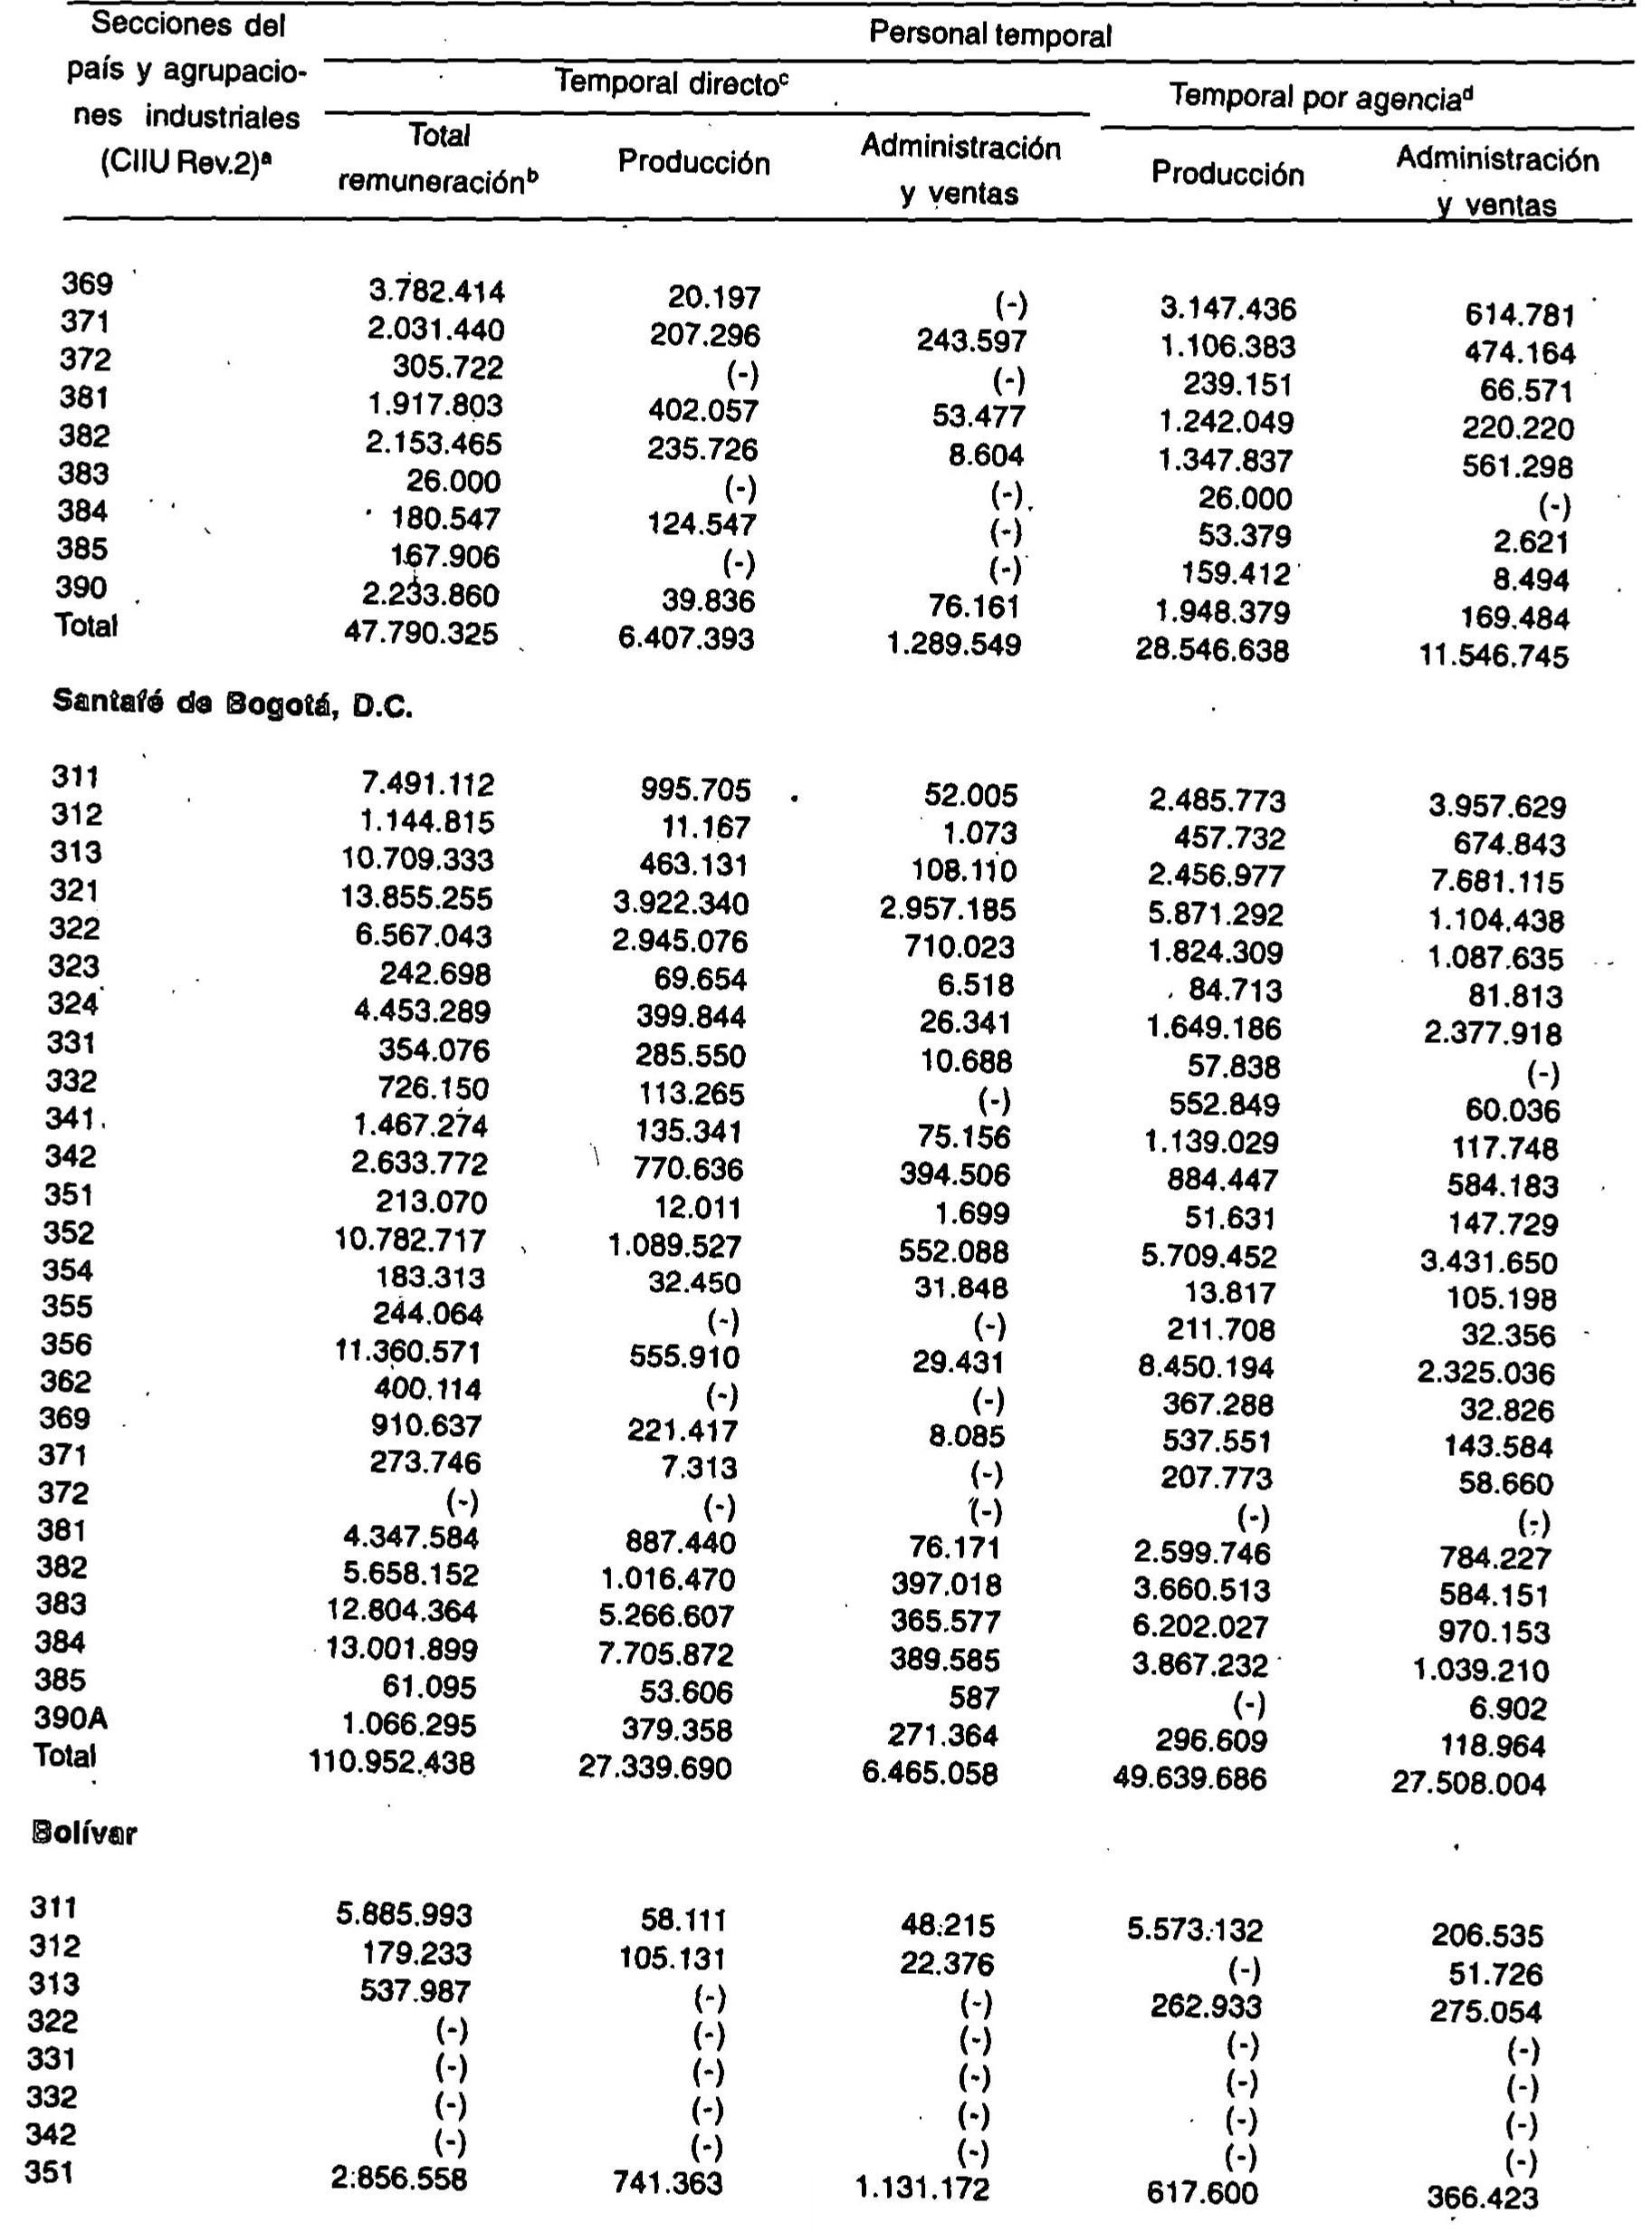 Secciones del país y agrupacio- nes industriales (CIIU Rev.2)ª
Personal temporal
Temporal directoᶜ
Temporal por agenciaᵈ
Total remuneraciónᵇ
Producción
Administración y ventas
Producción
Administración y ventas
369 3.782.414 20.197 (-) 3.147.436 614.781
371 2.031.440 207.296 243.597 1.106.383 474.164
372 305.722 (-) (-) 239.151 66.571
381 1.917.803 402.057 53.477 1.242.049 220.220
382 2.153.465 235.726 8.604 1.347.837 561.298
383 26.000 (-) (-) 26.000 (-)
384 180.547 124.547 (-) 53.379 2.621
385 167.906 (-) (-) 159.412 8.494
390 2.233.860 39.836 76.161 1.948.379 169.484
Total 47.790.325 6.407.393 1.289.549 28.546.638 11.546.745
Santafé de Bogotá, D.C.
311 7.491.112 995.705 52.005 2.485.773 3.957.629
312 1.144.815 11.167 1.073 457.732 674.843
313 10.709.333 463.131 108.110 2.456.977 7.681.115
321 13.855.255 3.922.340 2.957.185 5.871.292 1.104.438
322 6.567.043 2.945.076 710.023 1.824.309 1.087.635
323 242.698 69.654 6.518 84.713 81.813
324 4.453.289 399.844 26.341 1.649.186 2.377.918
331 354.076 285.550 10.688 57.838 (-)
332 726.150 113.265 (-) 552.849 60.036
341 1.467.274 135.341 75.156 1.139.029 117.748
342 2.633.772 770.636 394.506 884.447 584.183
351 213.070 12.011 1.699 51.631 147.729
352 10.782.717 1.089.527 552.088 5.709.452 3.431.650
354 183.313 32.450 31.848 13.817 105.198
355 244.064 (-) (-) 211.708 32.356
356 11.360.571 555.910 29.431 8.450.194 2.325.036
362 400.114 (-) (-) 367.288 32.826
369 910.637 221.417 8.085 537.551 143.584
371 273.746 7.313 (-) 207.773 58.660
372 (-) (-) (-) (-) (-)
381 4.347.584 887.440 76.171 2.599.746 784.227
382 5.658.152 1.016.470 397.018 3.660.513 584.151
383 12.804.364 5.266.607 365.577 6.202.027 970.153
384 13.001.899 7.705.872 389.585 3.867.232 1.039.210
385 61.095 53.606 587 (-) 6.902
390A 1.066.295 379.358 271.364 296.609 118.964
Total 110.952.438 27.339.690 6.465.058 49.639.686 27.508.004
Bolívar
311 5.885.993 58.111 48.215 5.573.132 206.535
312 179.233 105.131 22.376 (-) 51.726
313 537.987 (-) (-) 262.933 275.054
322 (-) (-) (-) (-) (-)
331 (-) (-) (-) (-) (-)
332 (-) (-) (-) (-) (-)
342 (-) (-) (-) (-) (-)
351 2.856.558 741.363 1.131.172 617.600 366.423